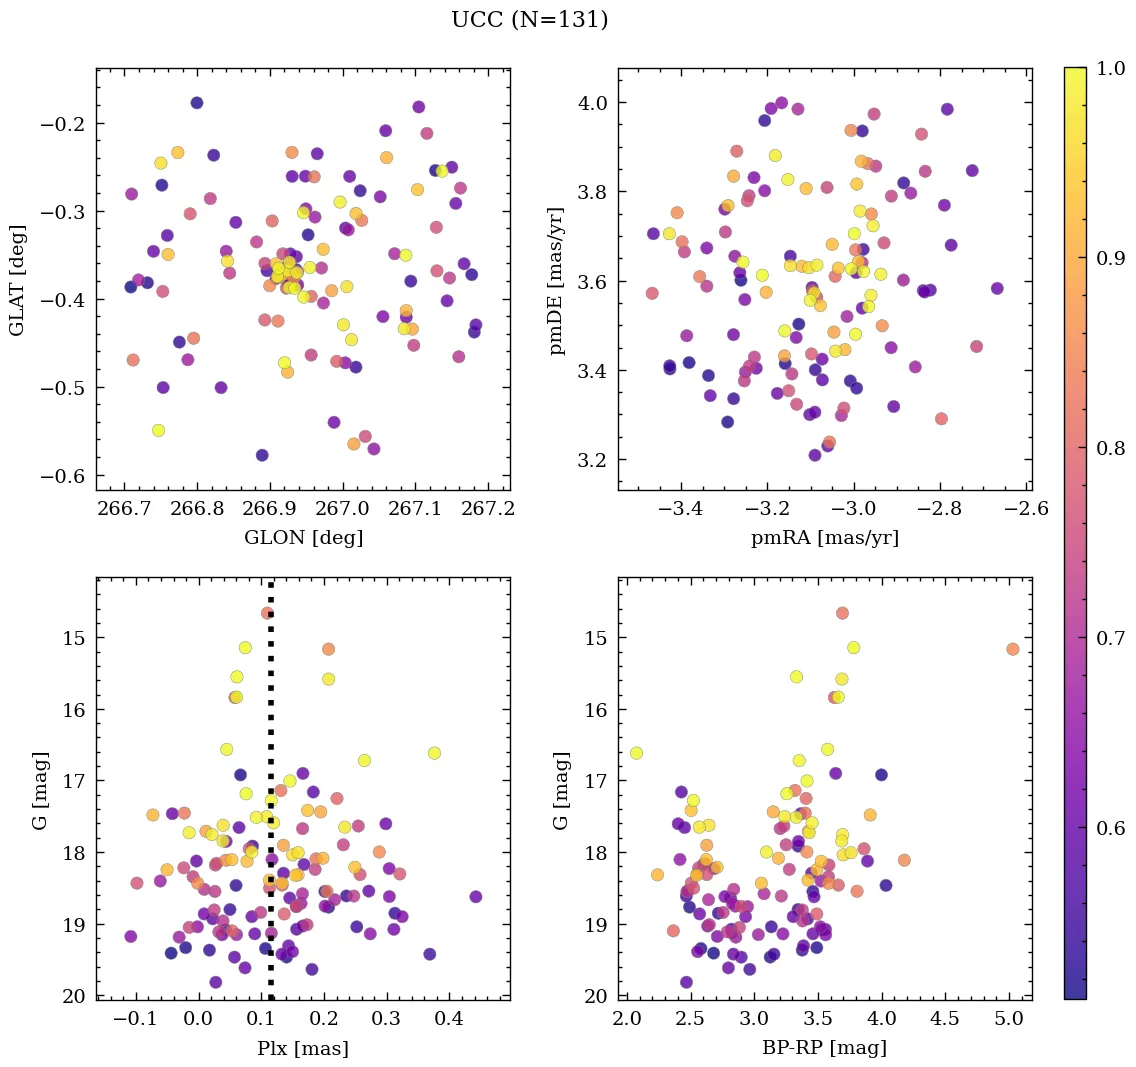 UCC (N=131)
−0.2
−0.3
−0.4
−0.5
−0.6
GLAT [deg]
266.7 266.8 266.9 267.0 267.1 267.2
GLON [deg]
4.0
3.8
3.6
3.4
3.2
pmDE [mas/yr]
−3.4 −3.2 −3.0 −2.8 −2.6
pmRA [mas/yr]
1.0
0.9
0.8
0.7
0.6
15
16
17
18
19
20
G [mag]
−0.1 0.0 0.1 0.2 0.3 0.4
Plx [mas]
15
16
17
18
19
20
G [mag]
2.0 2.5 3.0 3.5 4.0 4.5 5.0
BP-RP [mag]